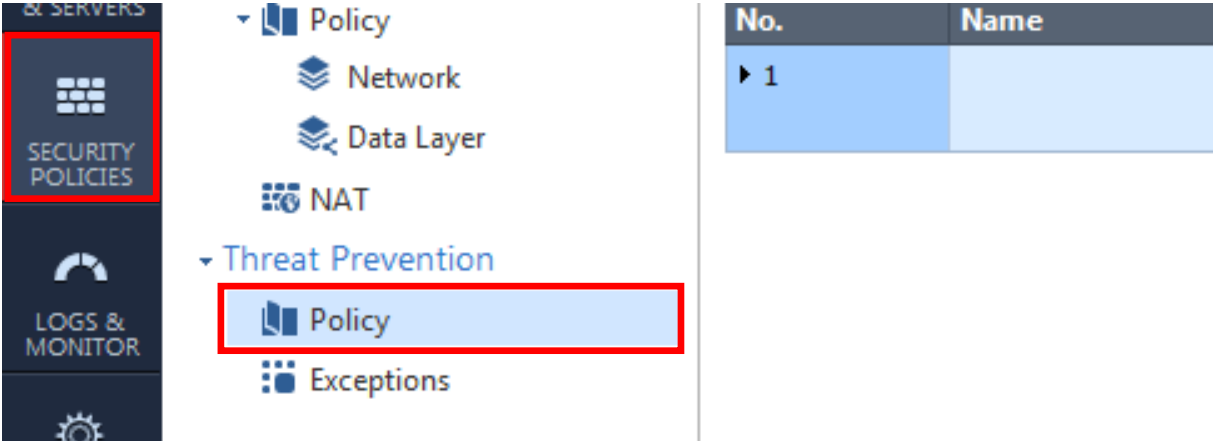 & SERVERS
SECURITY
POLICIES
LOGS &
MONITOR
Policy
Network
Data Layer
NAT
Threat Prevention
Policy
Exceptions
No. Name
1